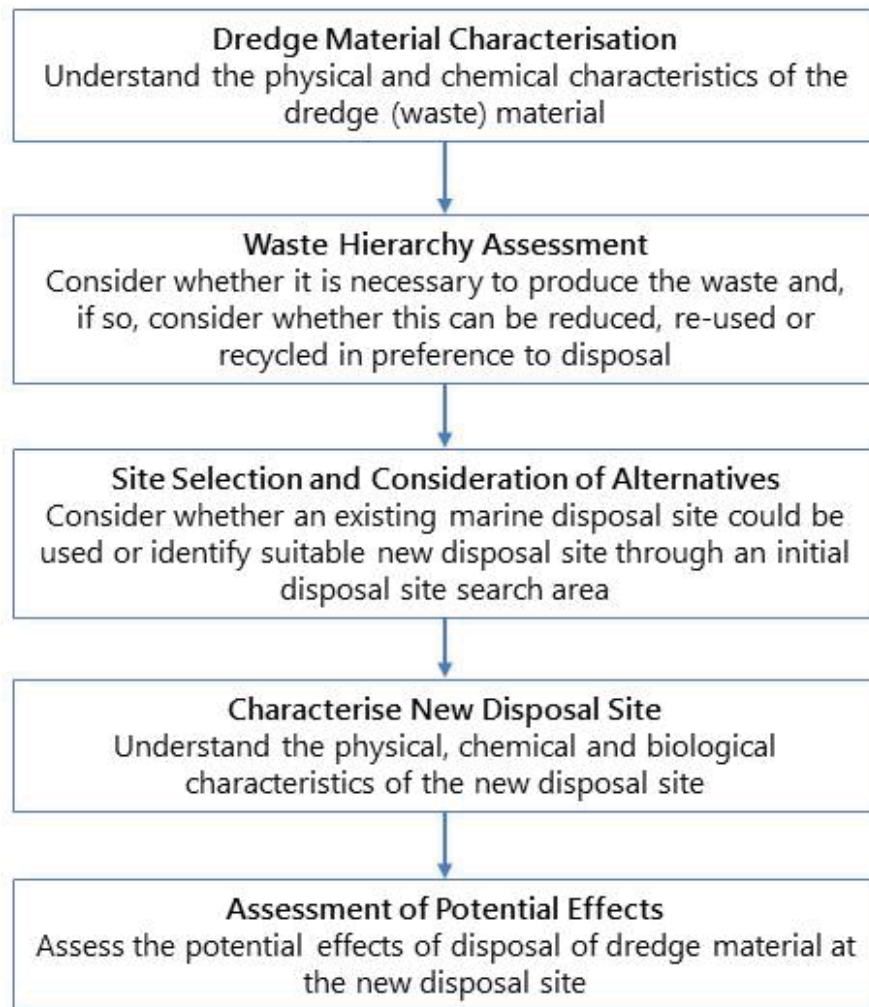 Dredge Material Characterisation
Understand the physical and chemical characteristics of the
dredge (waste) material
Waste Hierarchy Assessment
Consider whether it is necessary to produce the waste and,
if so, consider whether this can be reduced, re-used or
recycled in preference to disposal
Site Selection and Consideration of Alternatives
Consider whether an existing marine disposal site could be
used or identify suitable new disposal site through an initial
disposal site search area
Characterise New Disposal Site
Understand the physical, chemical and biological
characteristics of the new disposal site
Assessment of Potential Effects
Assess the potential effects of disposal of dredge material at
the new disposal site